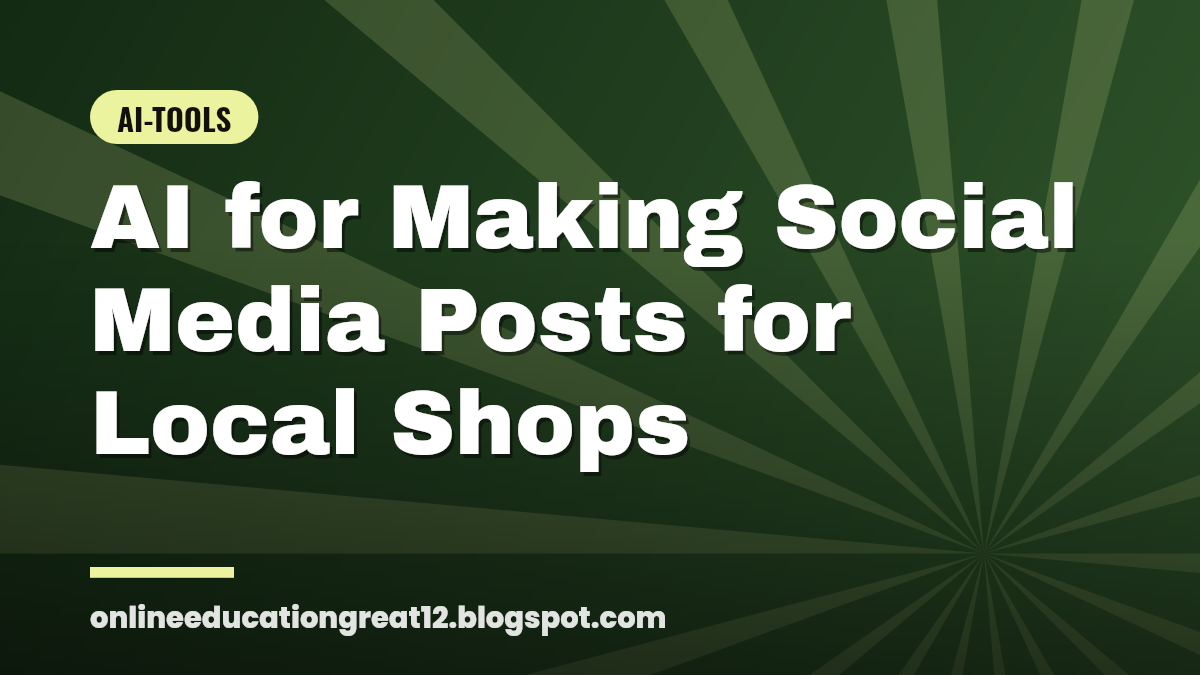 AI-TOOLS
AI for Making Social
Media Posts for
Local Shops
onlineeducationgreat12.blogspot.com